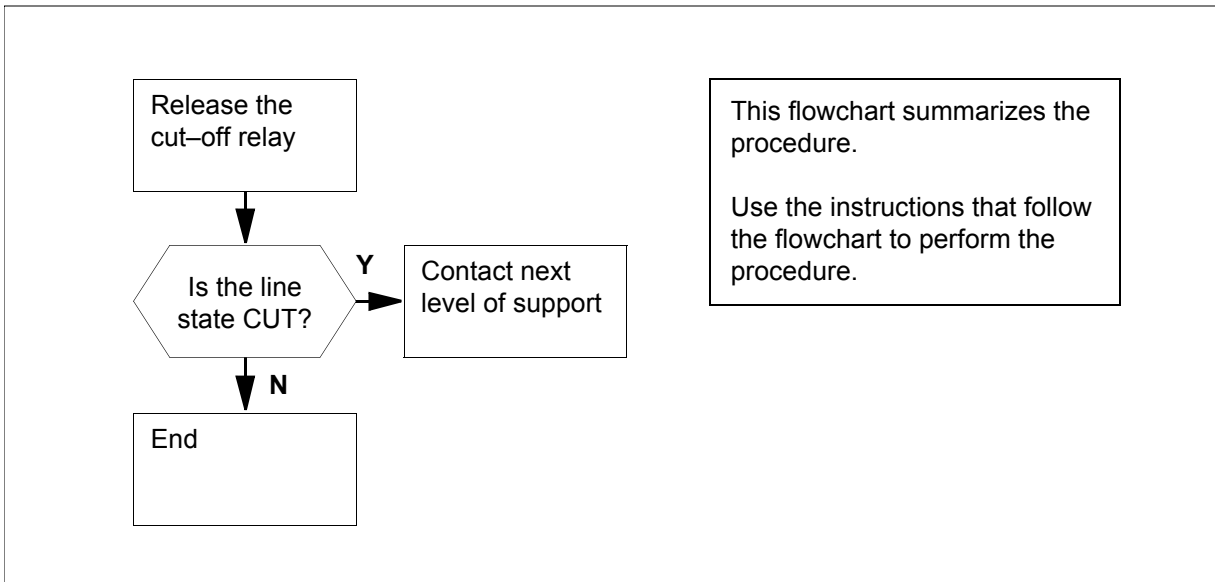 Release the
cut–off relay
Is the line
state CUT?
Y
Contact next
level of support
N
End
This flowchart summarizes the
procedure.
Use the instructions that follow
the flowchart to perform the
procedure.